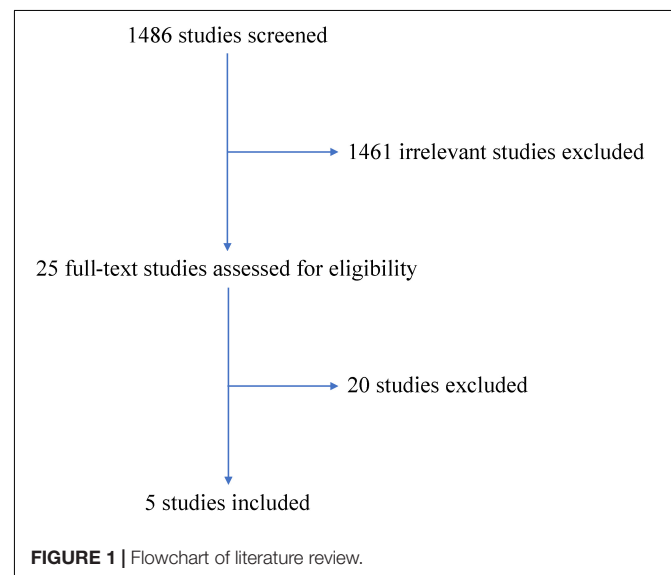 1486 studies screened
1461 irrelevant studies excluded
25 full-text studies assessed for eligibility
20 studies excluded
5 studies included
FIGURE 1 | Flowchart of literature review.